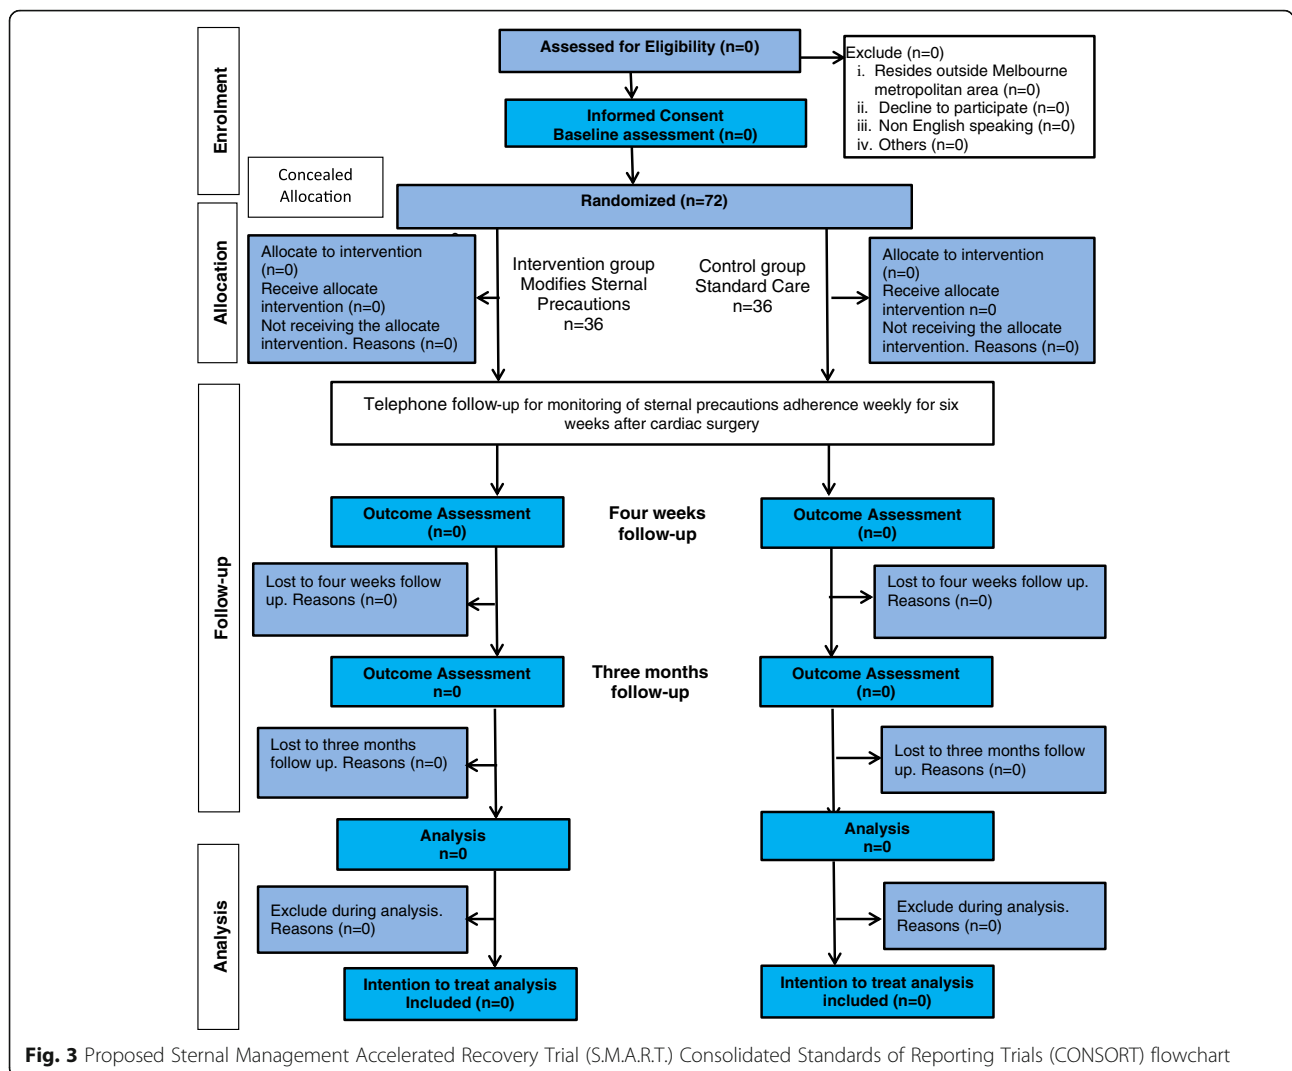 Enrolment
Assessed for Eligibility (n=0)
Exclude (n=0)
i. Resides outside Melbourne
metropolitan area (n=0)
ii. Decline to participate (n=0)
iii. Non English speaking (n=0)
iv. Others (n=0)
Informed Consent
Baseline assessment (n=0)
Concealed
Allocation
Randomized (n=72)
Allocation
Allocate to intervention
(n=0)
Receive allocate
intervention (n=0)
Not receiving the allocate
intervention. Reasons (n=0)
Intervention group
Modifies Sternal
Precautions
n=36
Control group
Standard Care
n=36
Allocate to intervention
(n=0)
Receive allocate
intervention n=0
Not receiving the allocate
intervention. Reasons (n=0)
Follow-up
Telephone follow-up for monitoring of sternal precautions adherence weekly for six
weeks after cardiac surgery
Outcome Assessment
(n=0)
Four weeks
follow-up
Outcome Assessment
(n=0)
Lost to four weeks follow
up. Reasons (n=0)
Lost to four weeks follow up.
Reasons (n=0)
Outcome Assessment
n=0
Three months
follow-up
Outcome Assessment
(n=0)
Lost to three months
follow up. Reasons (n=0)
Lost to three months follow
up. Reasons (n=0)
Analysis
Analysis
n=0
Analysis
n=0
Exclude during analysis.
Reasons (n=0)
Exclude during analysis.
Reasons (n=0)
Intention to treat analysis
Included (n=0)
Intention to treat analysis
included (n=0)
Fig. 3 Proposed Sternal Management Accelerated Recovery Trial (S.M.A.R.T.) Consolidated Standards of Reporting Trials (CONSORT) flowchart